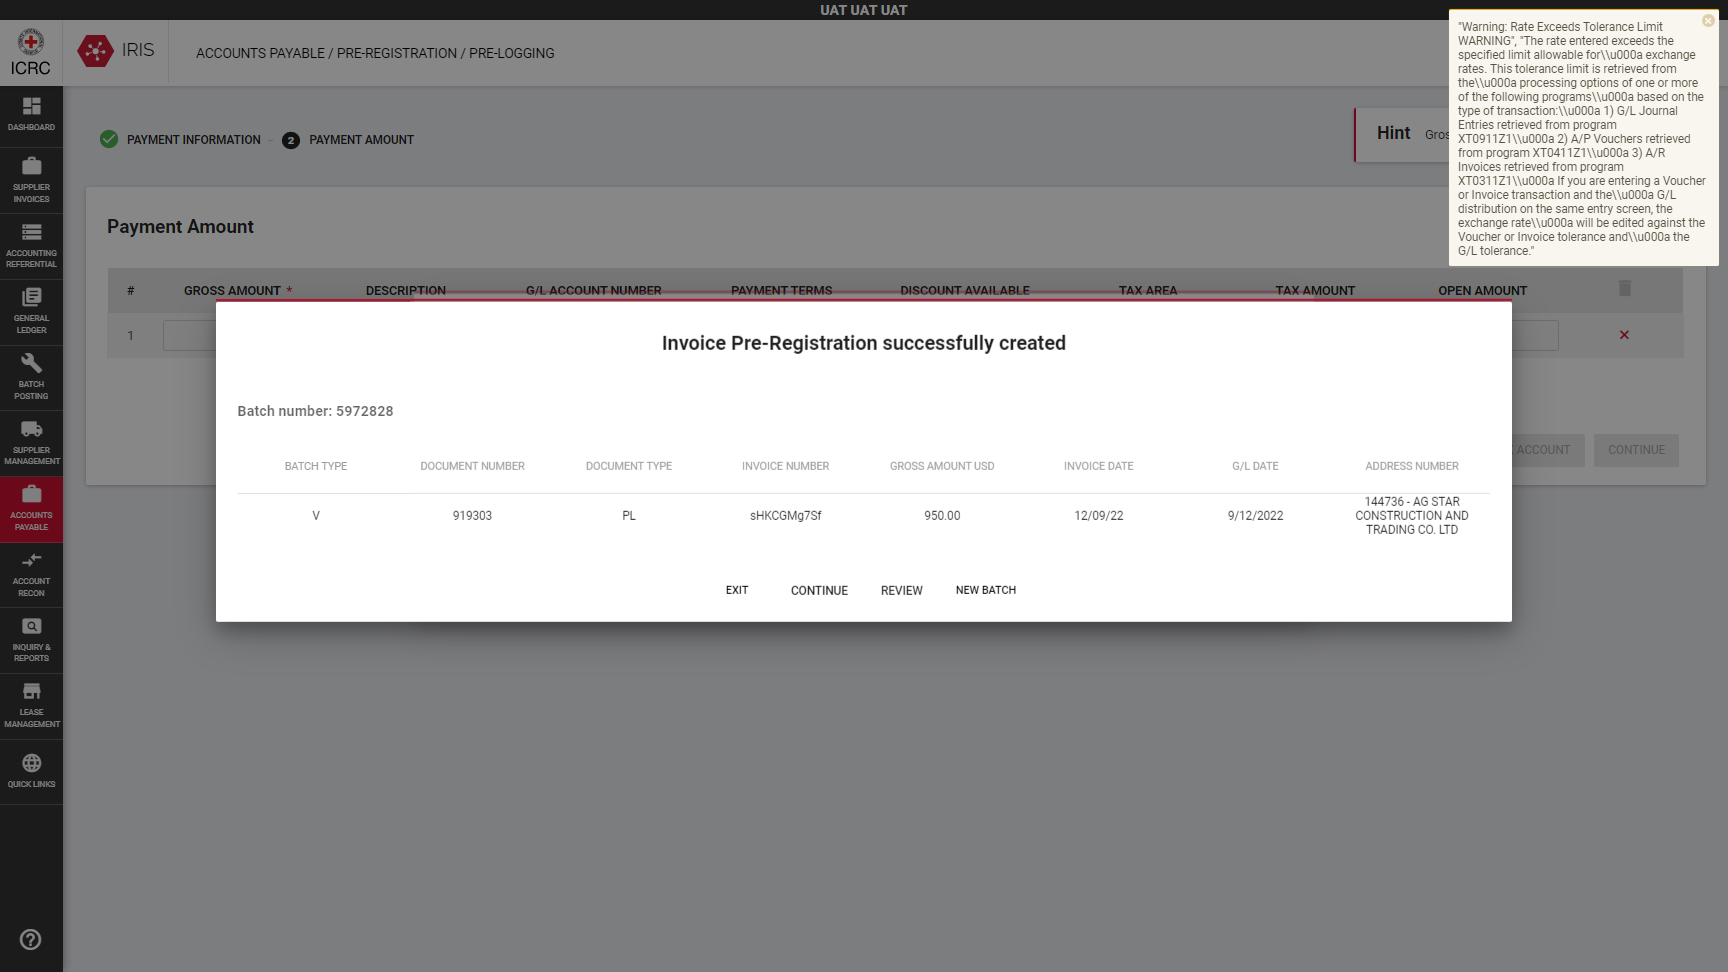 UAT UAT UAT
ICRC
IRIS
ACCOUNTS PAYABLE / PRE-REGISTRATION / PRE-LOGGING
"Warning: Rate Exceeds Tolerance Limit
WARNING", "The rate entered exceeds the
specified limit allowable for\\u000a exchange
rates. This tolerance limit is retrieved from
the\\u000a processing options of one or more
of the following programs\\u000a based on the
type of transaction:\\u000a 1) G/L Journal
Entries retrieved from program
XT0911Z1\\u000a 2) A/P Vouchers retrieved
from program XT0411Z1\\u000a 3) A/R
Invoices retrieved from program
XT0311Z1\\u000a If you are entering a Voucher
or Invoice transaction and the\\u000a G/L
distribution on the same entry screen, the
exchange rate\\u000a will be edited against the
Voucher or Invoice tolerance and\\u000a the
G/L tolerance."
DASHBOARD
SUPPLIER
INVOICES
ACCOUNTING
REFERENTIAL
GENERAL
LEDGER
BATCH
POSTING
SUPPLIER
MANAGEMENT
ACCOUNTS
PAYABLE
ACCOUNT
RECON
INQUIRY &
REPORTS
LEASE
MANAGEMENT
QUICK LINKS
PAYMENT INFORMATION - 2 PAYMENT AMOUNT
Hint Gros
Payment Amount
# GROSS AMOUNT * DESCRIPTION G/L ACCOUNT NUMBER PAYMENT TERMS DISCOUNT AVAILABLE TAX AREA TAX AMOUNT OPEN AMOUNT
1
ACCOUNT CONTINUE
Invoice Pre-Registration successfully created
Batch number: 5972828
BATCH TYPE DOCUMENT NUMBER DOCUMENT TYPE INVOICE NUMBER GROSS AMOUNT USD INVOICE DATE G/L DATE ADDRESS NUMBER
V 919303 PL sHKCGMg7Sf 950.00 12/09/22 9/12/2022 144736 - AG STAR
CONSTRUCTION AND
TRADING CO. LTD
EXIT CONTINUE REVIEW NEW BATCH